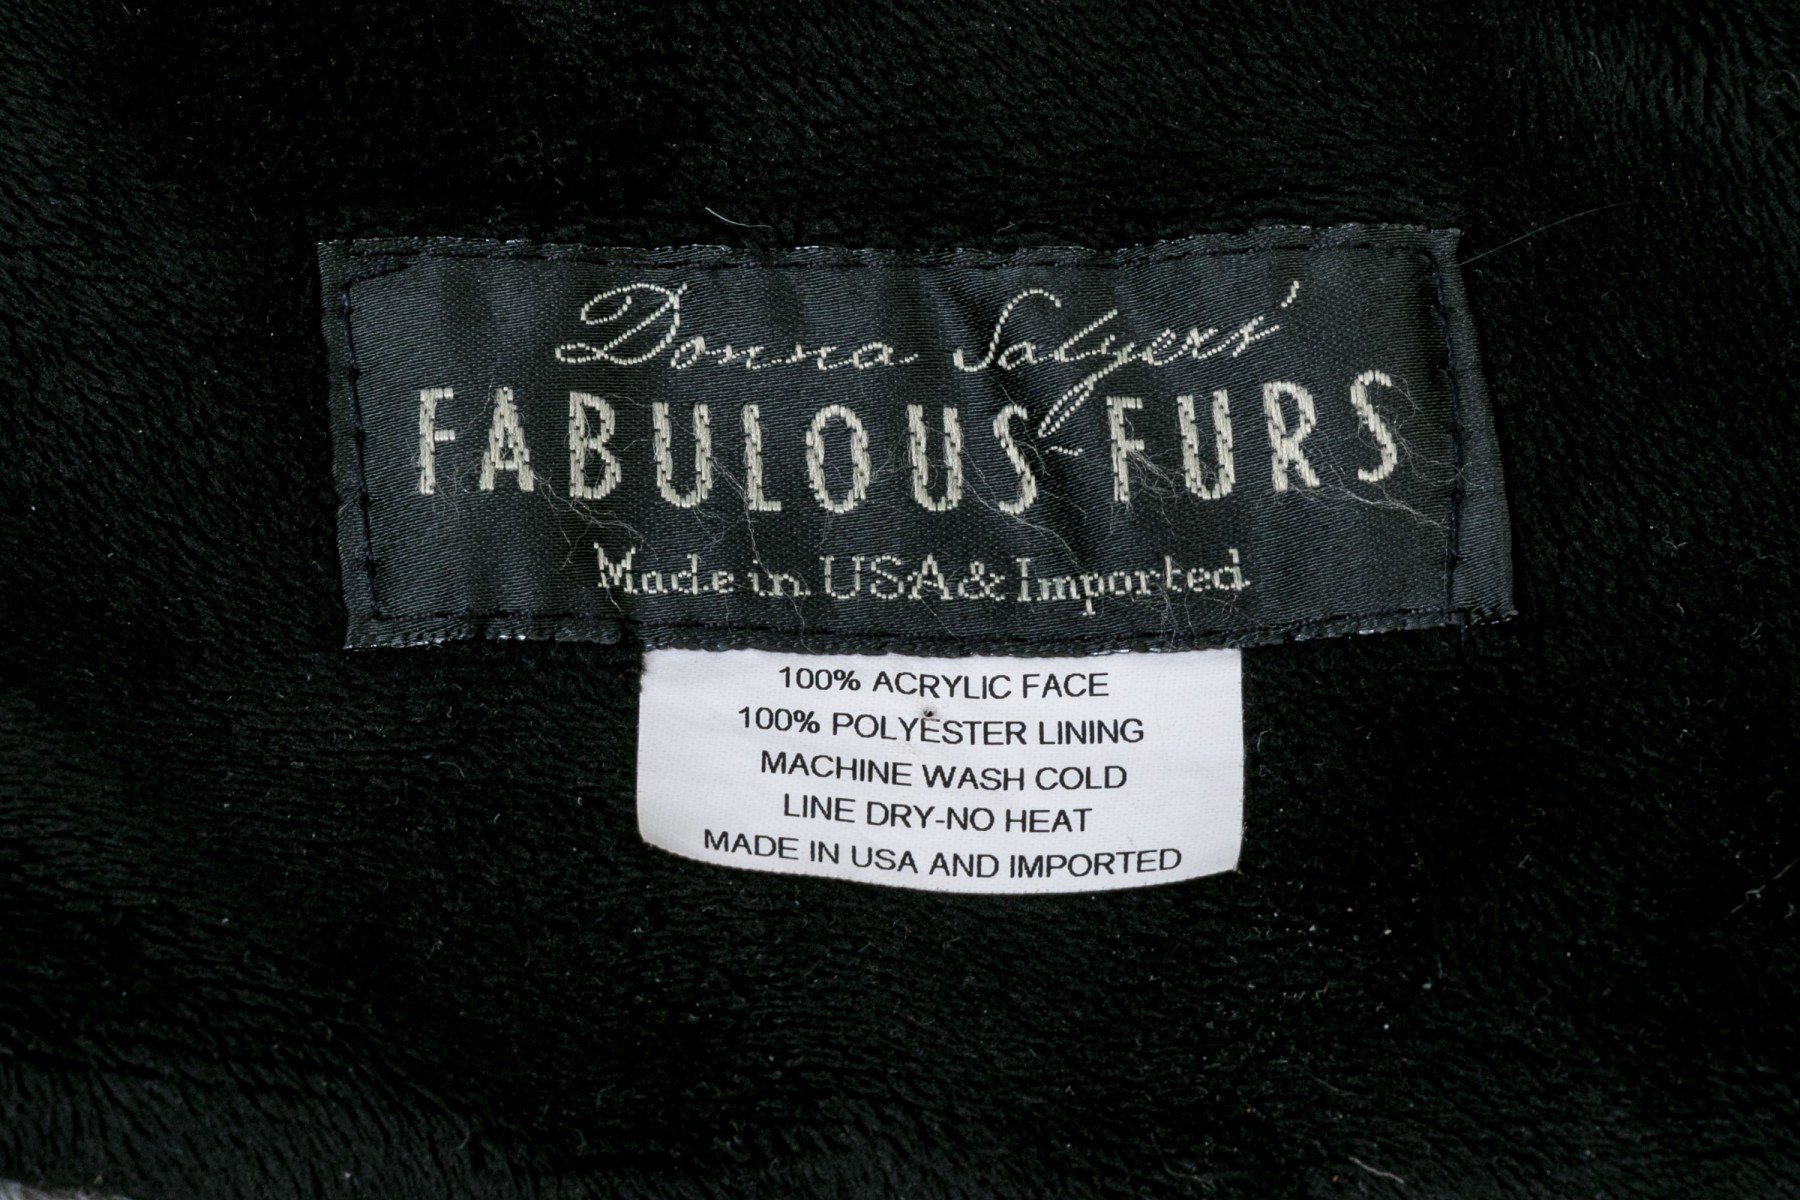 Donna Salyers'
FABULOUS FURS
Made in USA & Imported
100% ACRYLIC FACE
100% POLYESTER LINING
MACHINE WASH COLD
LINE DRY-NO HEAT
MADE IN USA AND IMPORTED